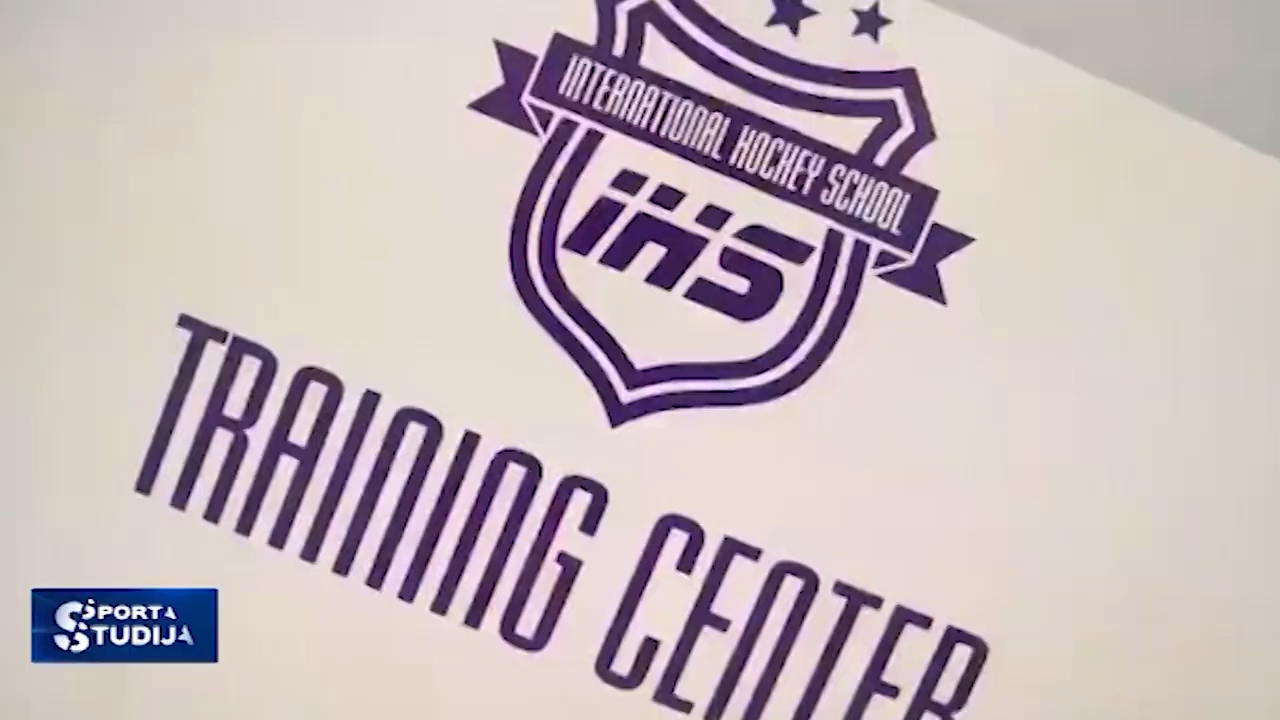 INTERNATIONAL HOCKEY SCHOOL
iHS
TRAINING CENTER
SPORTA
STUDIJA